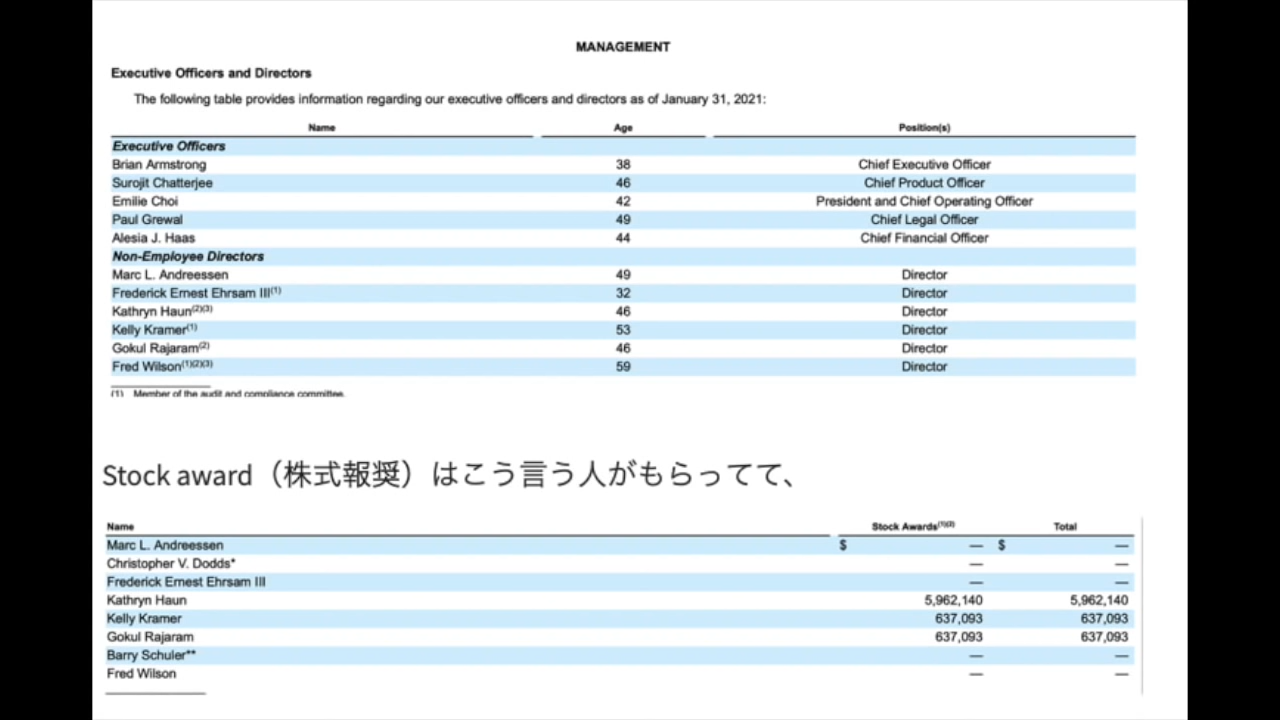 MANAGEMENT
Executive Officers and Directors
The following table provides information regarding our executive officers and directors as of January 31, 2021:
Name Age Position(s)
Executive Officers
Brian Armstrong 38 Chief Executive Officer
Surojit Chatterjee 46 Chief Product Officer
Emilie Choi 42 President and Chief Operating Officer
Paul Grewal 49 Chief Legal Officer
Alesia J. Haas 44 Chief Financial Officer
Non-Employee Directors
Marc L. Andreessen 49 Director
Frederick Ernest Ehrsam III(1) 32 Director
Kathryn Haun(2)(3) 46 Director
Kelly Kramer(1) 53 Director
Gokul Rajaram(2) 46 Director
Fred Wilson(1)(2)(3) 59 Director
(1) Member of the audit and compliance committee.
Stock award（株式報奨）はこう言う人がもらってて、
Name Stock Awards(1)(2) Total
Marc L. Andreessen $ — $ —
Christopher V. Dodds* — —
Frederick Ernest Ehrsam III — —
Kathryn Haun 5,962,140 5,962,140
Kelly Kramer 637,093 637,093
Gokul Rajaram 637,093 637,093
Barry Schuler** — —
Fred Wilson — —